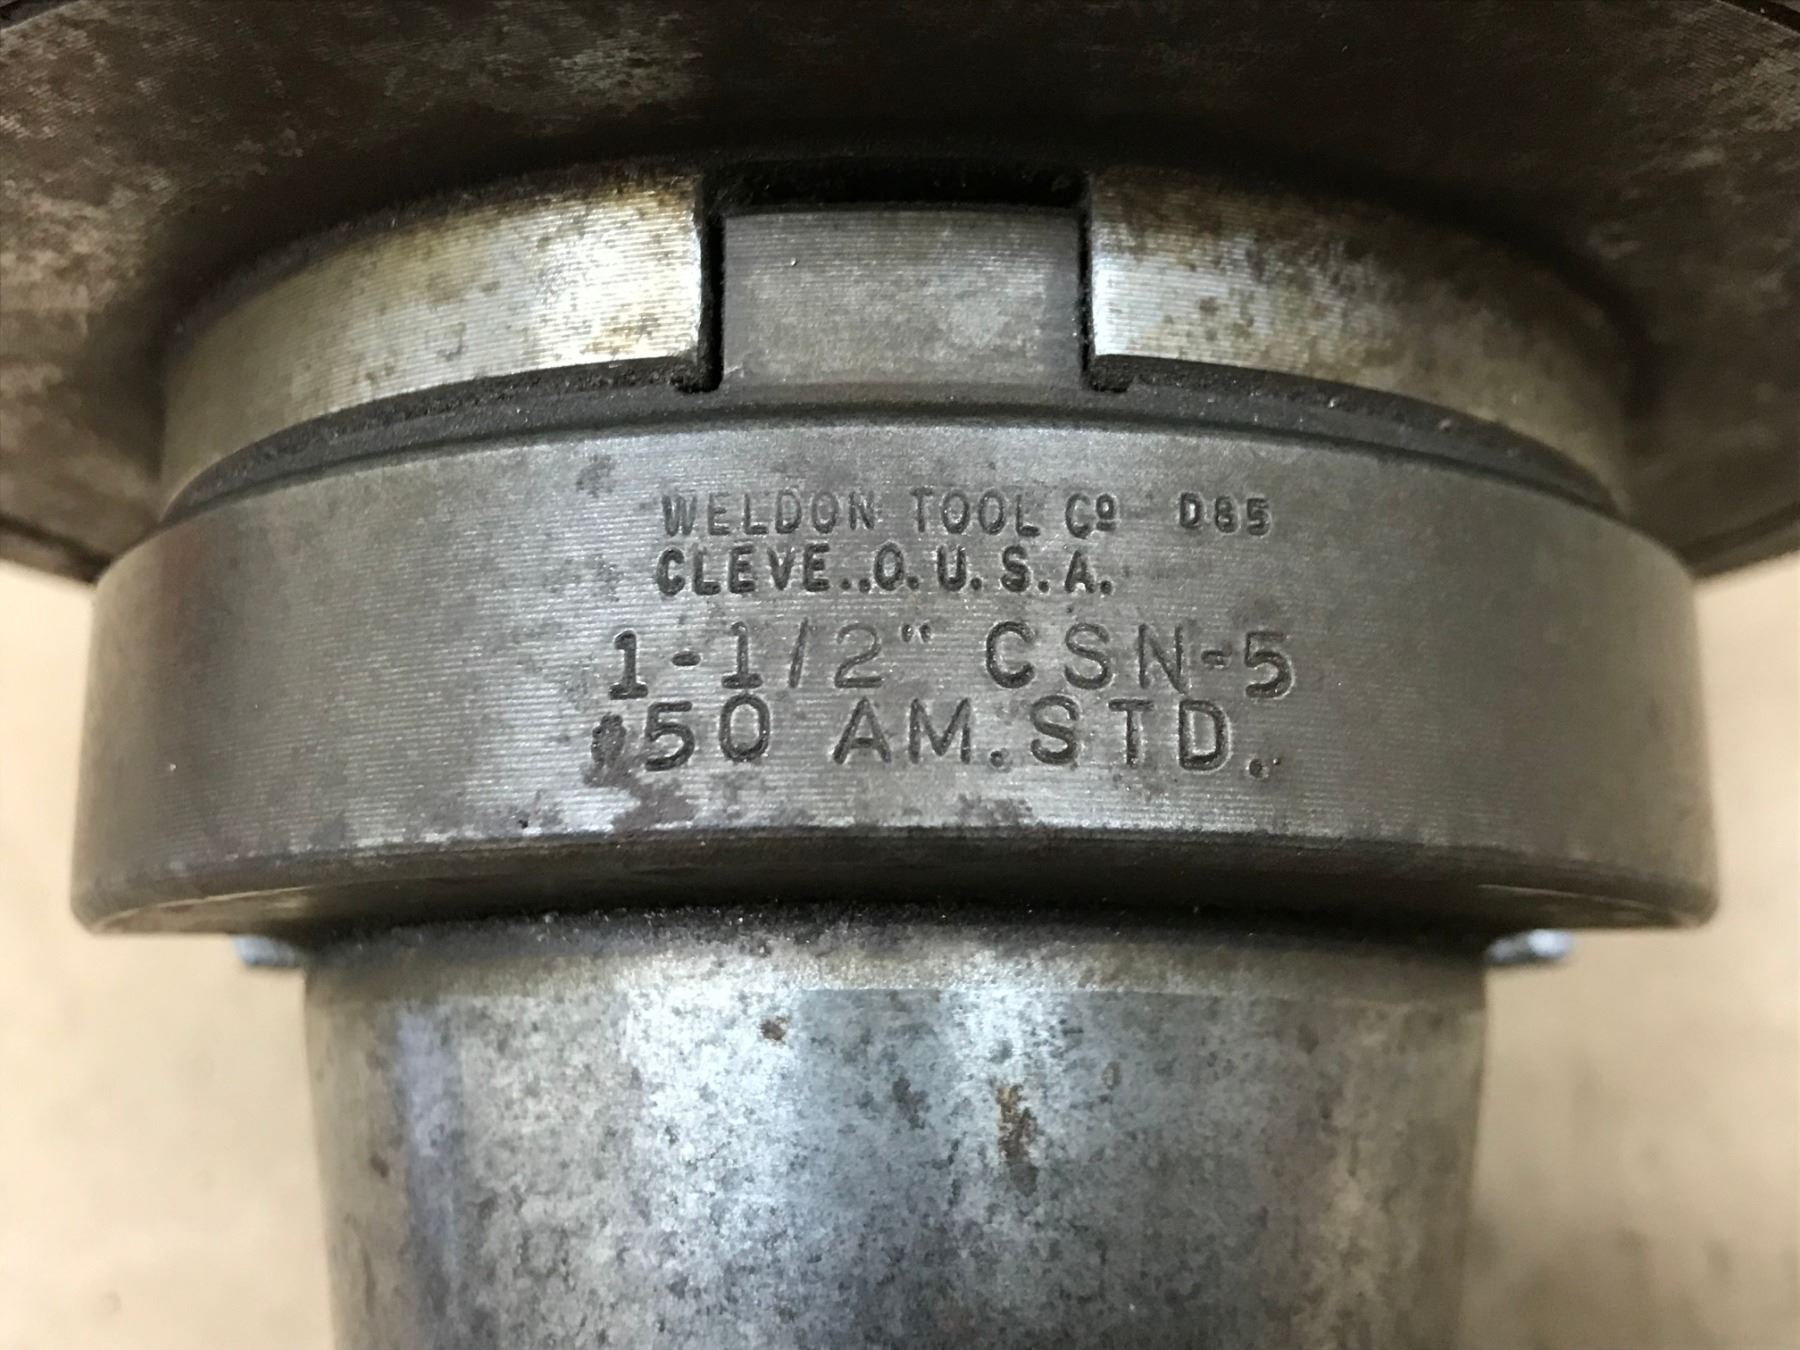 WELDON TOOL Cº D85
CLEVE..O.U.S.A.
1-1/2" CSN-5
50 AM.STD.